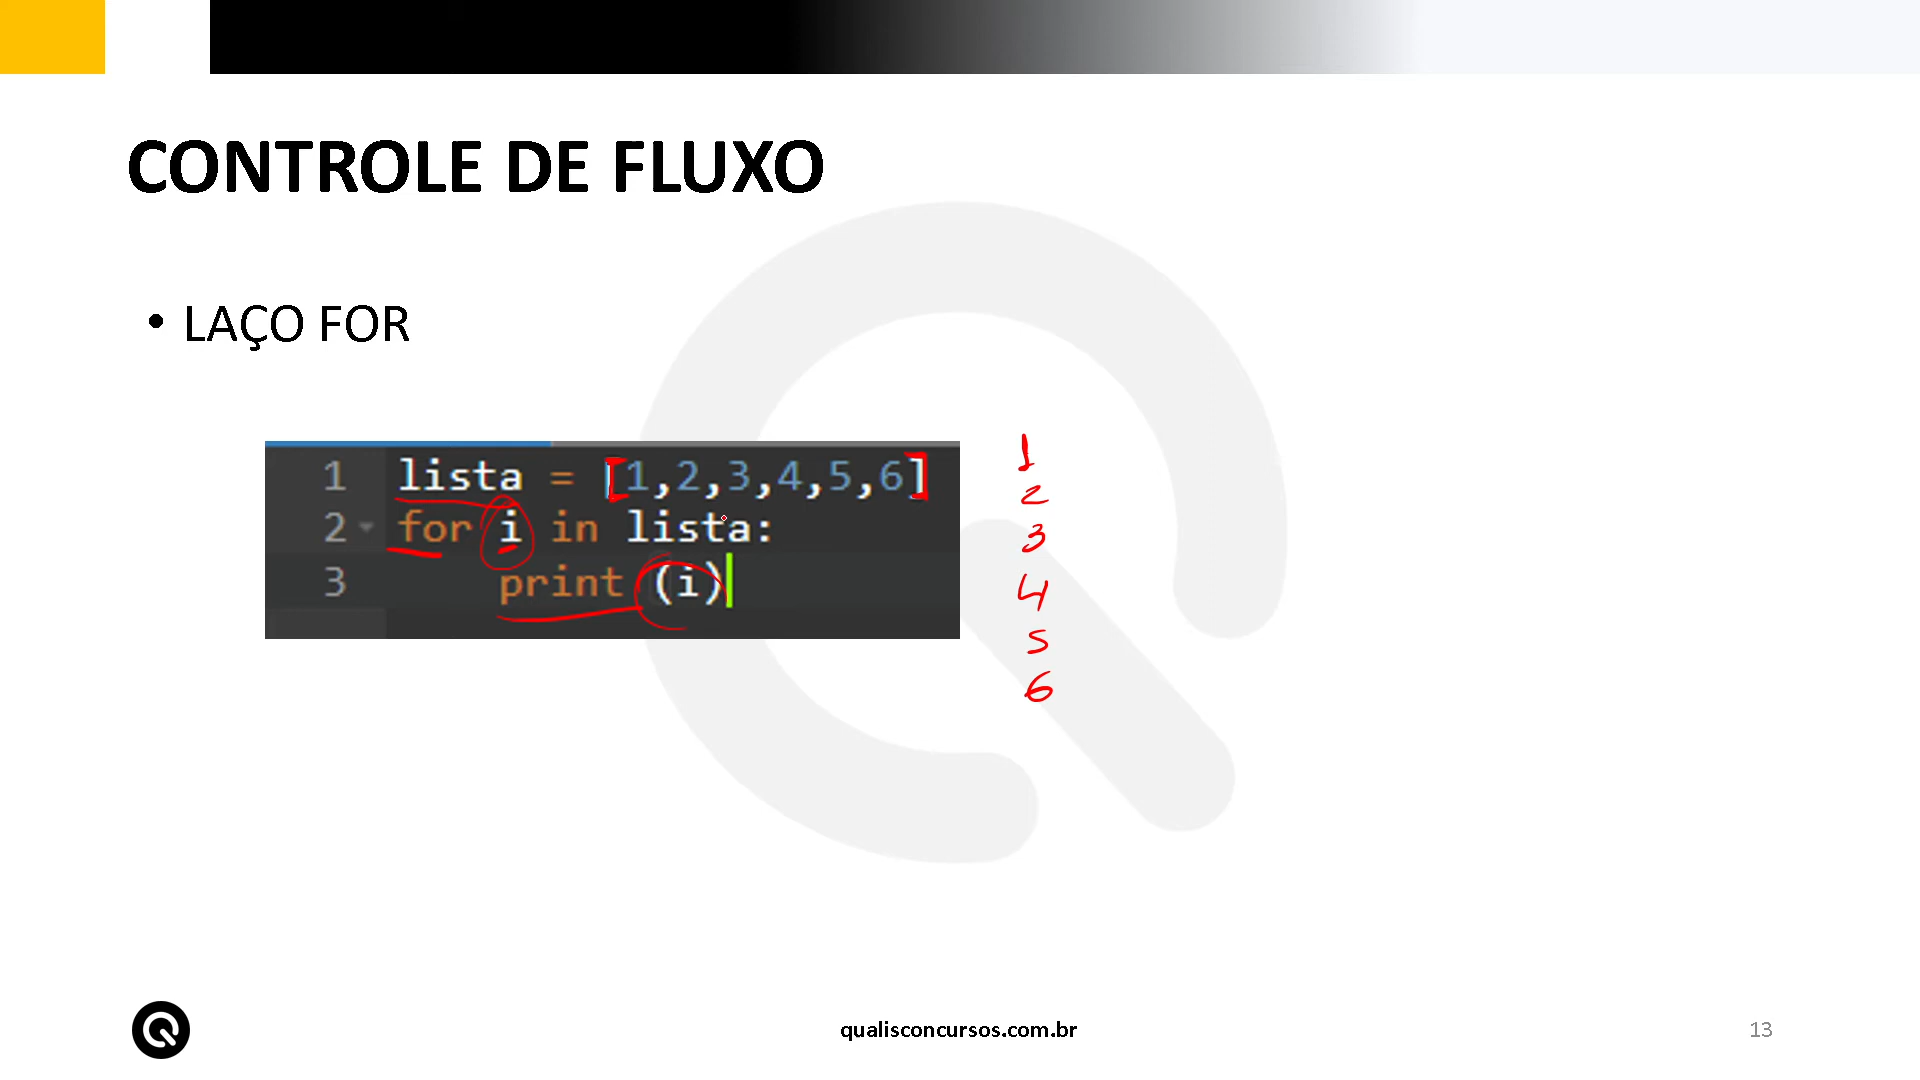 CONTROLE DE FLUXO
• LAÇO FOR
1 lista = [1,2,3,4,5,6]
2 for i in lista:
3 print (i)
1
2
3
4
5
6
qualisconcursos.com.br
13